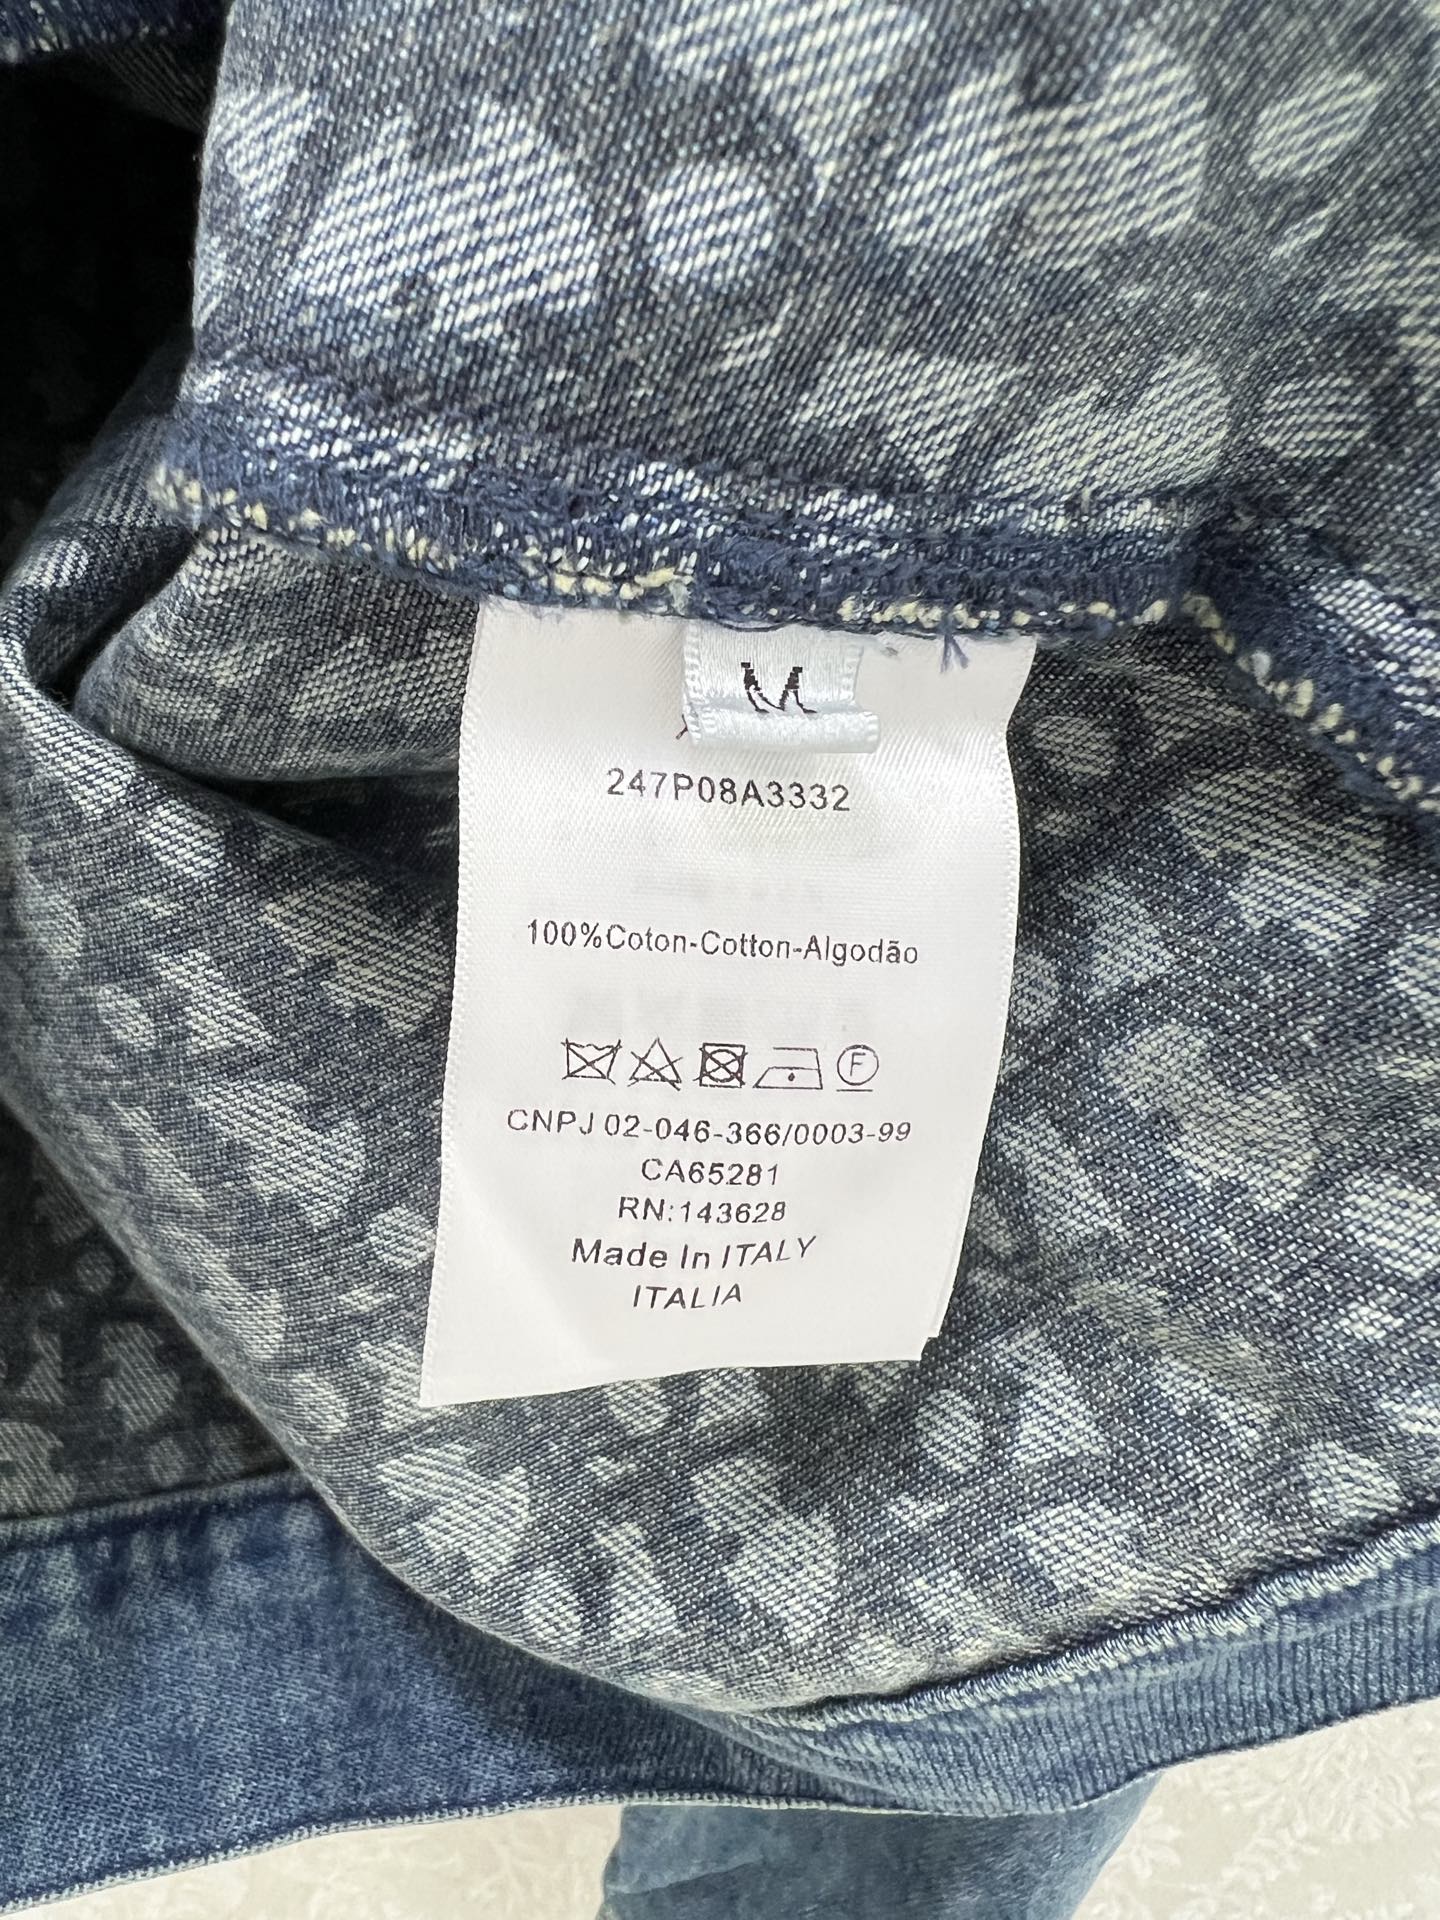 M
247P08A3332
100%Coton-Cotton-Algodão
F
CNPJ 02-046-366/0003-99
CA65281
RN:143628
Made In ITALY
ITALIA